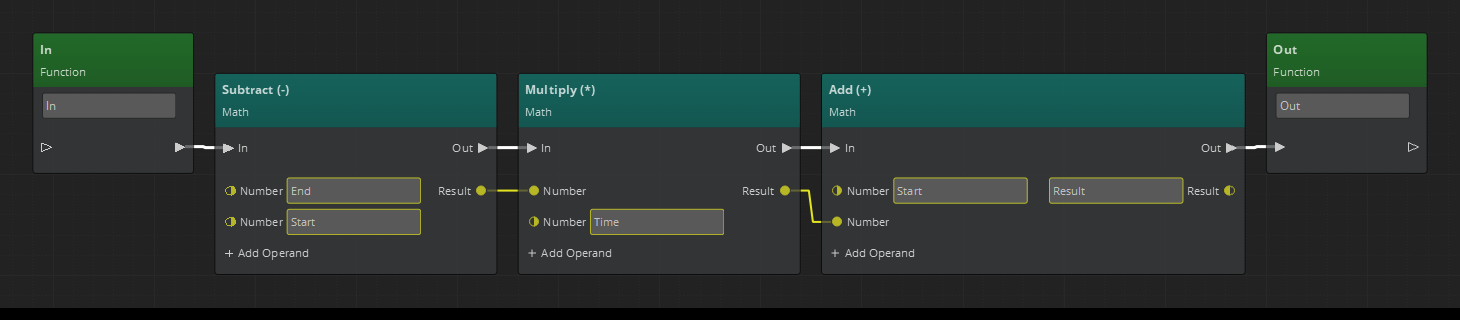 In
Function
In
Subtract (-)
Math
In
Out
Number
End
Result
Number
Start
+ Add Operand
Multiply (*)
Math
In
Out
Number
Result
Number
Time
+ Add Operand
Add (+)
Math
In
Out
Number
Start
Result
Result
Number
+ Add Operand
Out
Function
Out